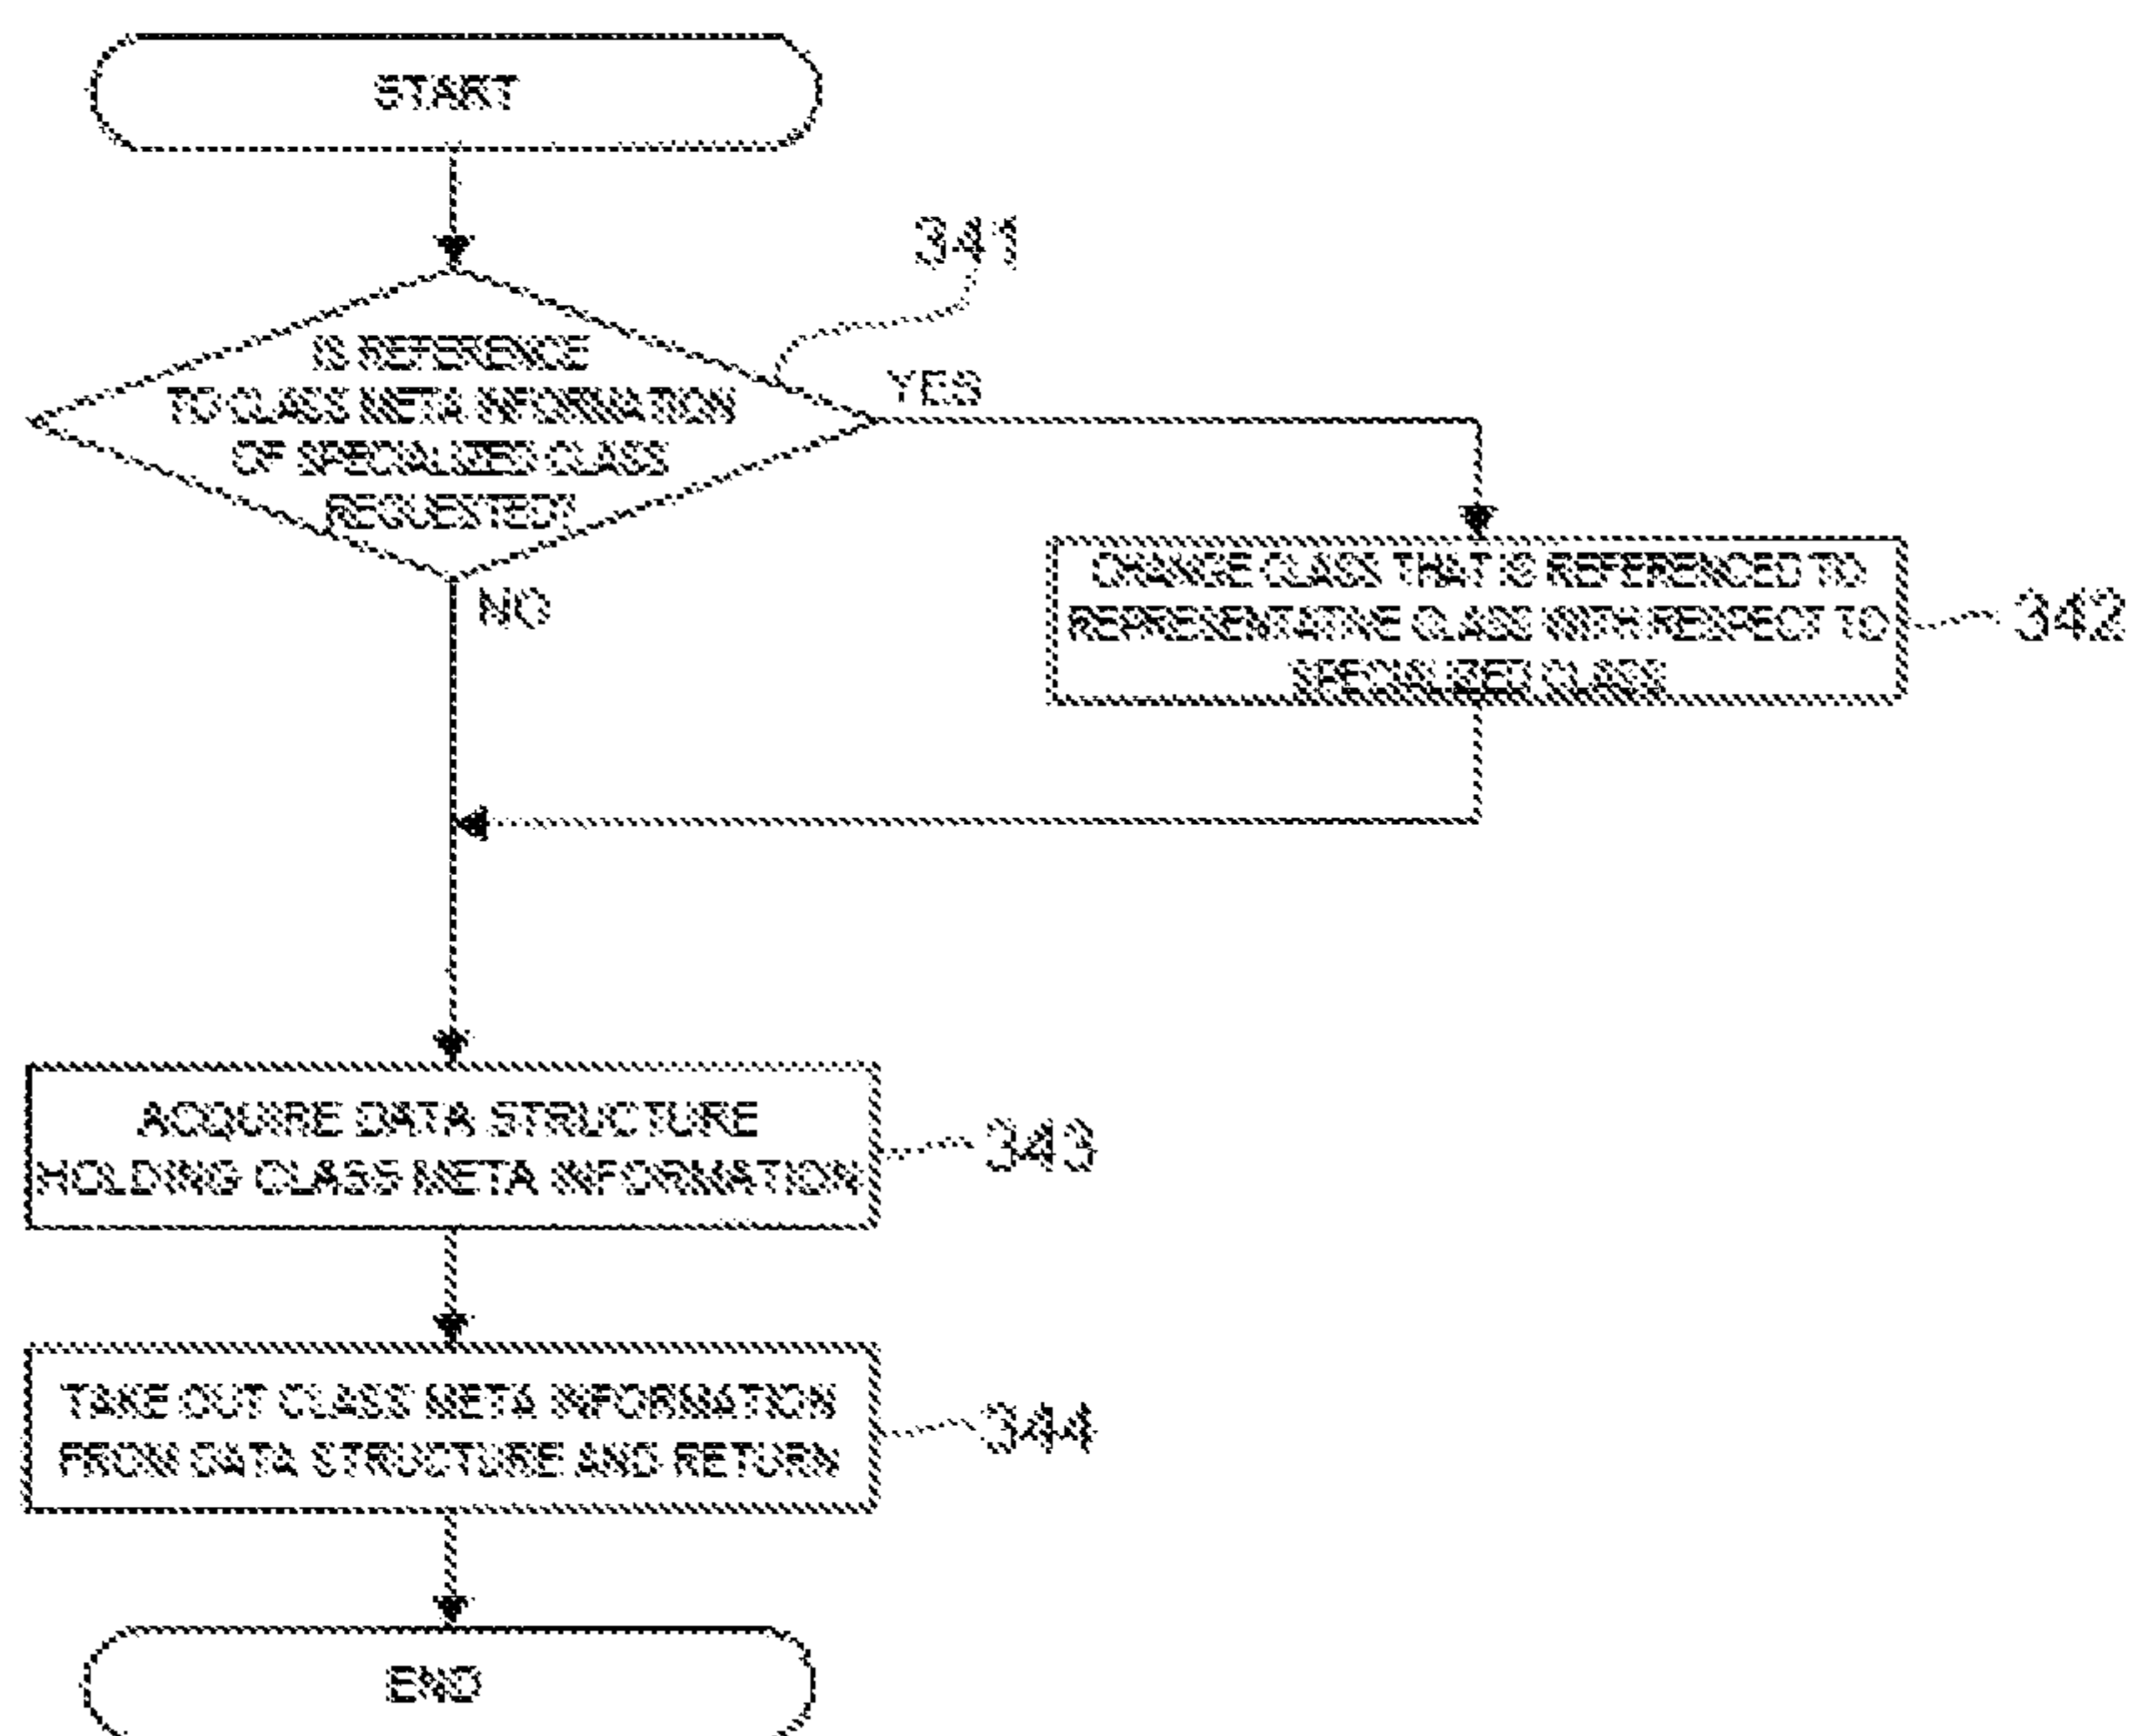 START
341
IS REFERENCE
TO CLASS META INFORMATION
OF SPECIALIZED CLASS
REQUESTED?
YES
NO
CHANGE CLASS THAT IS REFERENCED TO
REPRESENTATIVE CLASS WITH RESPECT TO
SPECIALIZED CLASS
342
ACQUIRE DATA STRUCTURE
HOLDING CLASS META INFORMATION
343
TAKE OUT CLASS META INFORMATION
FROM DATA STRUCTURE AND RETURN
344
END